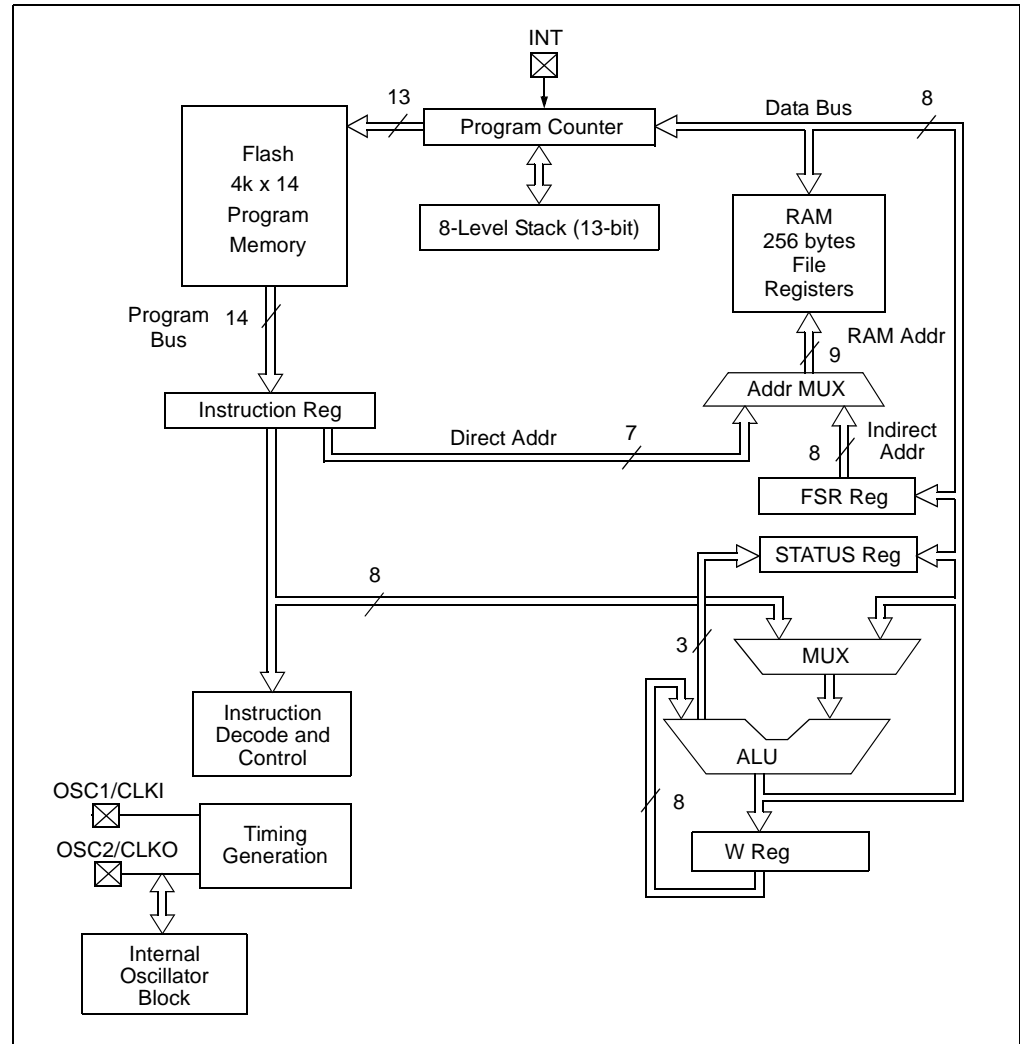 INT
13
Program Counter
Data Bus
8
Flash
4k x 14
Program
Memory
8-Level Stack (13-bit)
RAM
256 bytes
File
Registers
Program
Bus
14
RAM Addr
9
Addr MUX
Instruction Reg
Direct Addr
7
Indirect
Addr
8
FSR Reg
STATUS Reg
8
3
MUX
Instruction
Decode and
Control
ALU
OSC1/CLKI
8
Timing
Generation
OSC2/CLKO
W Reg
Internal
Oscillator
Block